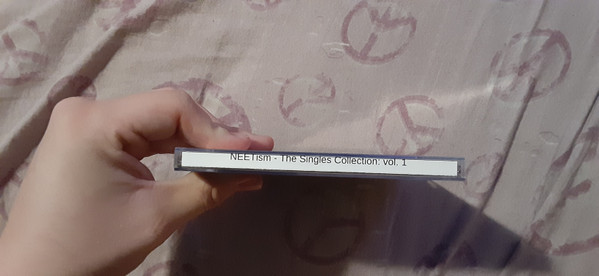 NEETism - The Singles Collection: vol. 1